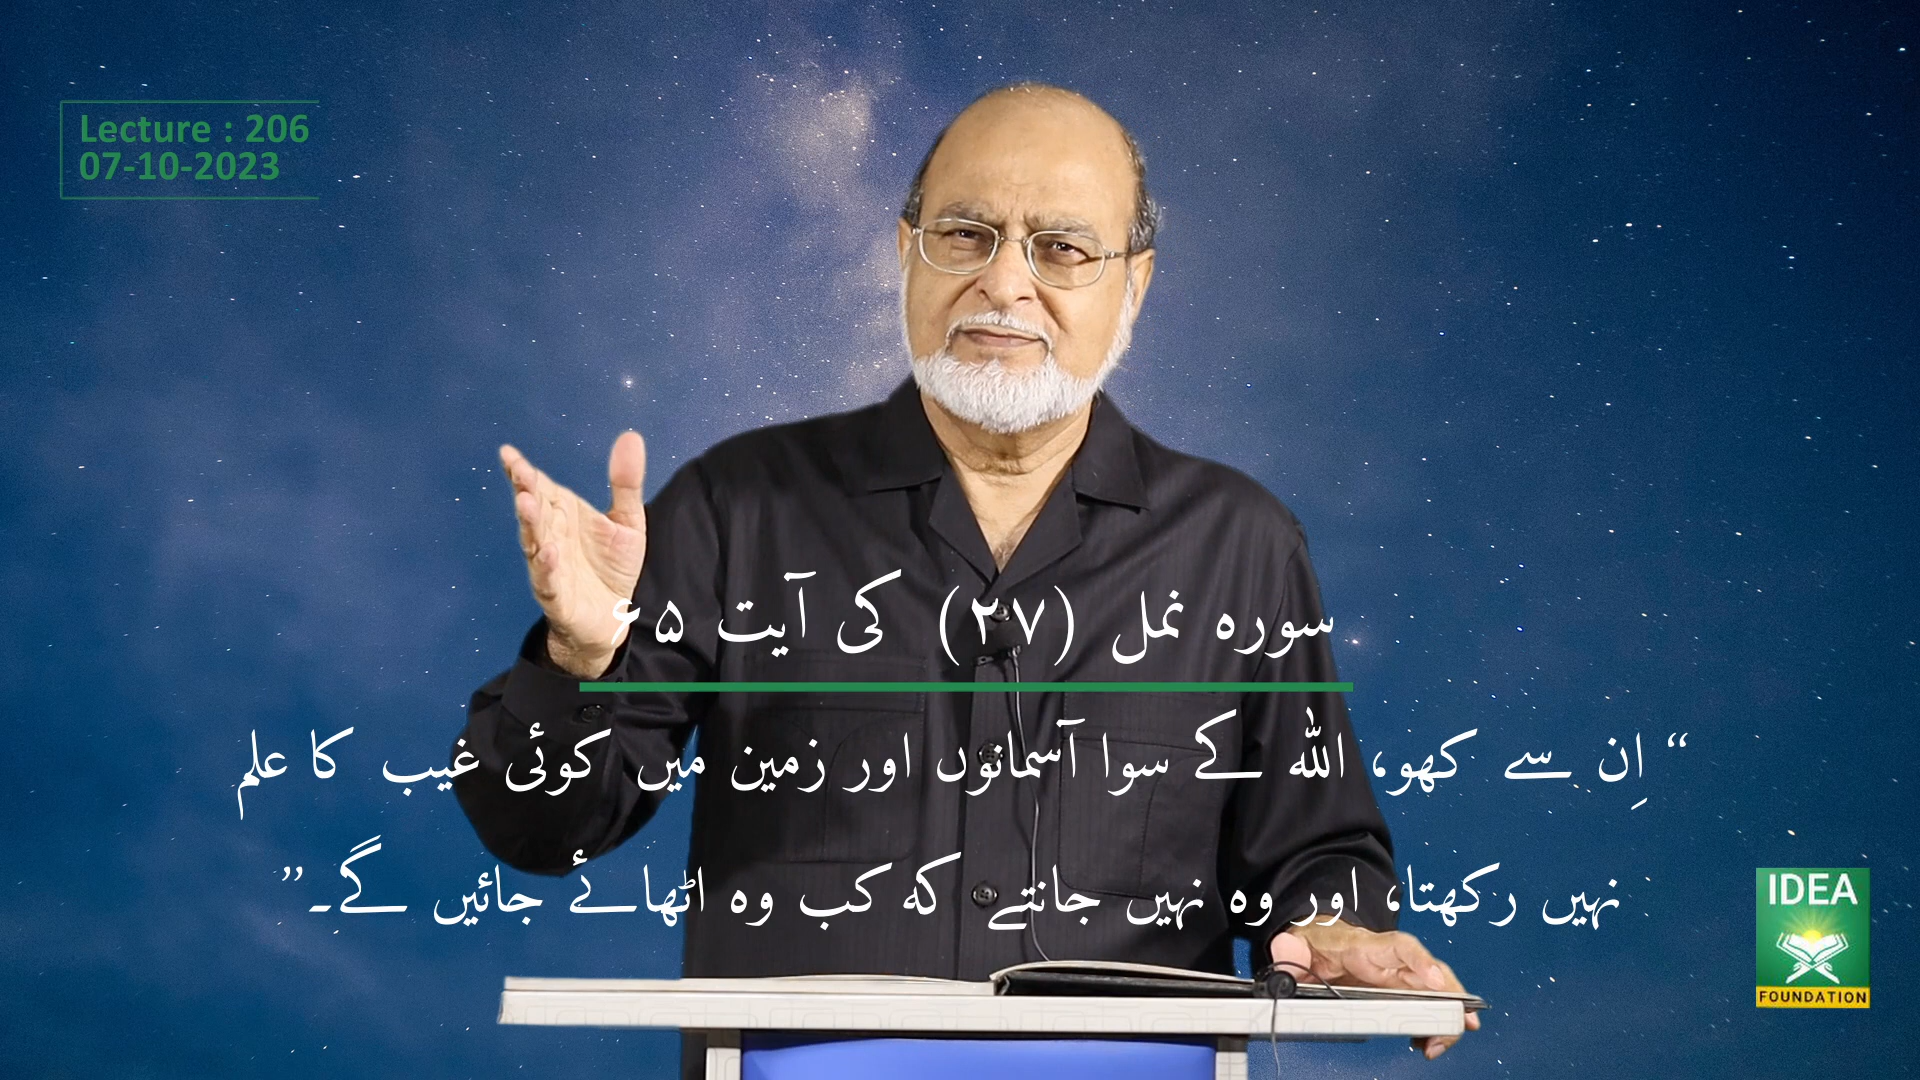 Lecture : 206
07-10-2023
سورہ نمل (۲۷) کی آیت ۶۵
“ اِن سے کھو، اللہ کے سوا آسمانوں اور زمین میں کوئی غیب کا علم
نہیں رکھتا، اور وہ نہیں جانتے کہ کب وہ اٹھائے جائیں گے۔”
IDEA
FOUNDATION